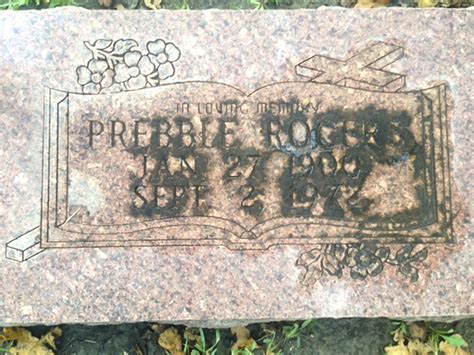 IN LOVING MEMORY
PREBBLE ROGERS
JAN 27 1900
SEPT 2 1972